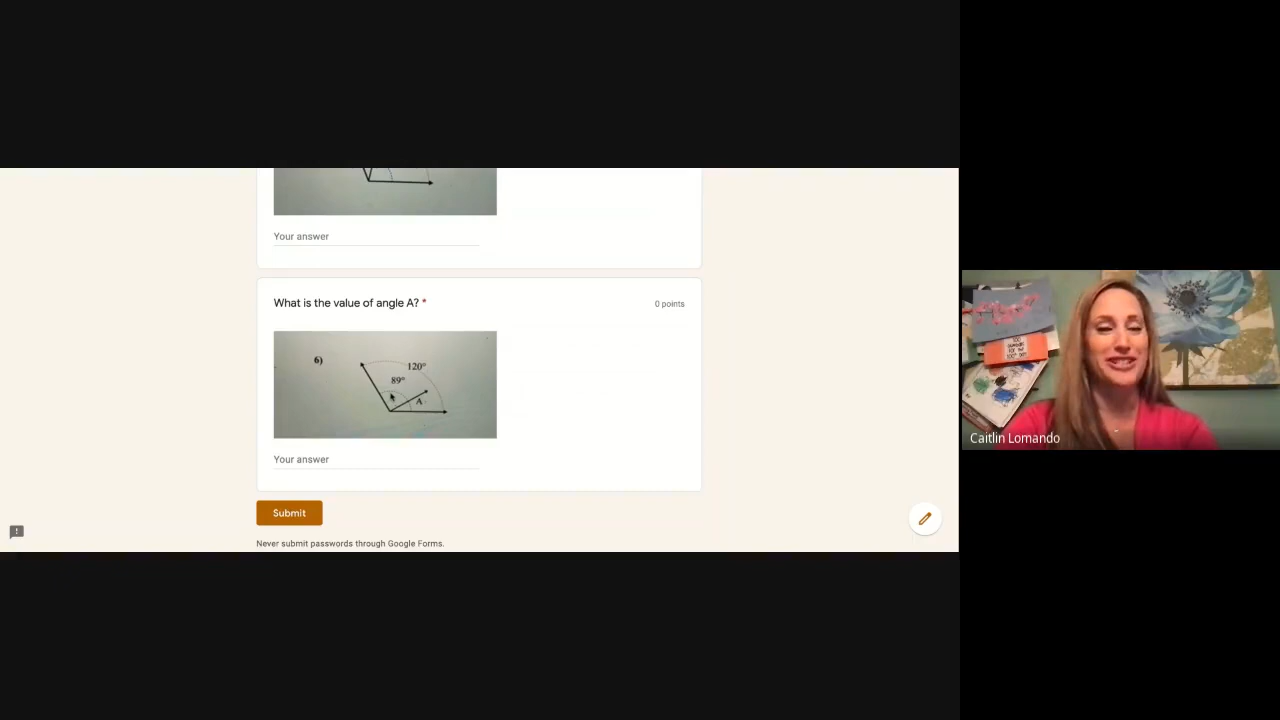 Your answer
What is the value of angle A? *
0 points
6)
120°
89°
A
Your answer
Submit
Never submit passwords through Google Forms.
Caitlin Lomando